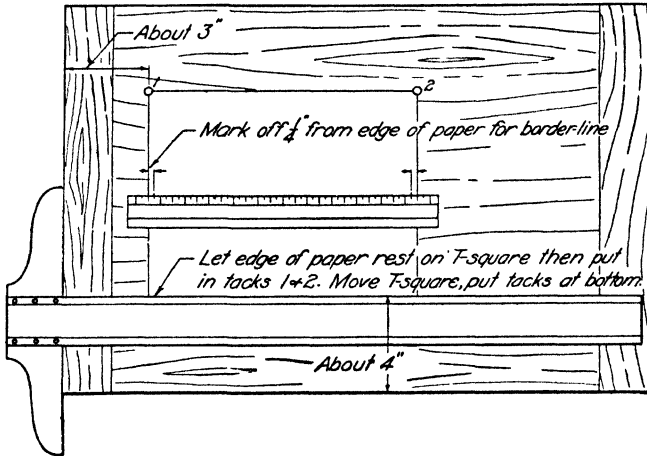 About 3"
1
2
Mark off 1/4" from edge of paper for border-line
Let edge of paper rest on T-square then put
in tacks 1 & 2. Move T-square, put tacks at bottom.
About 4"